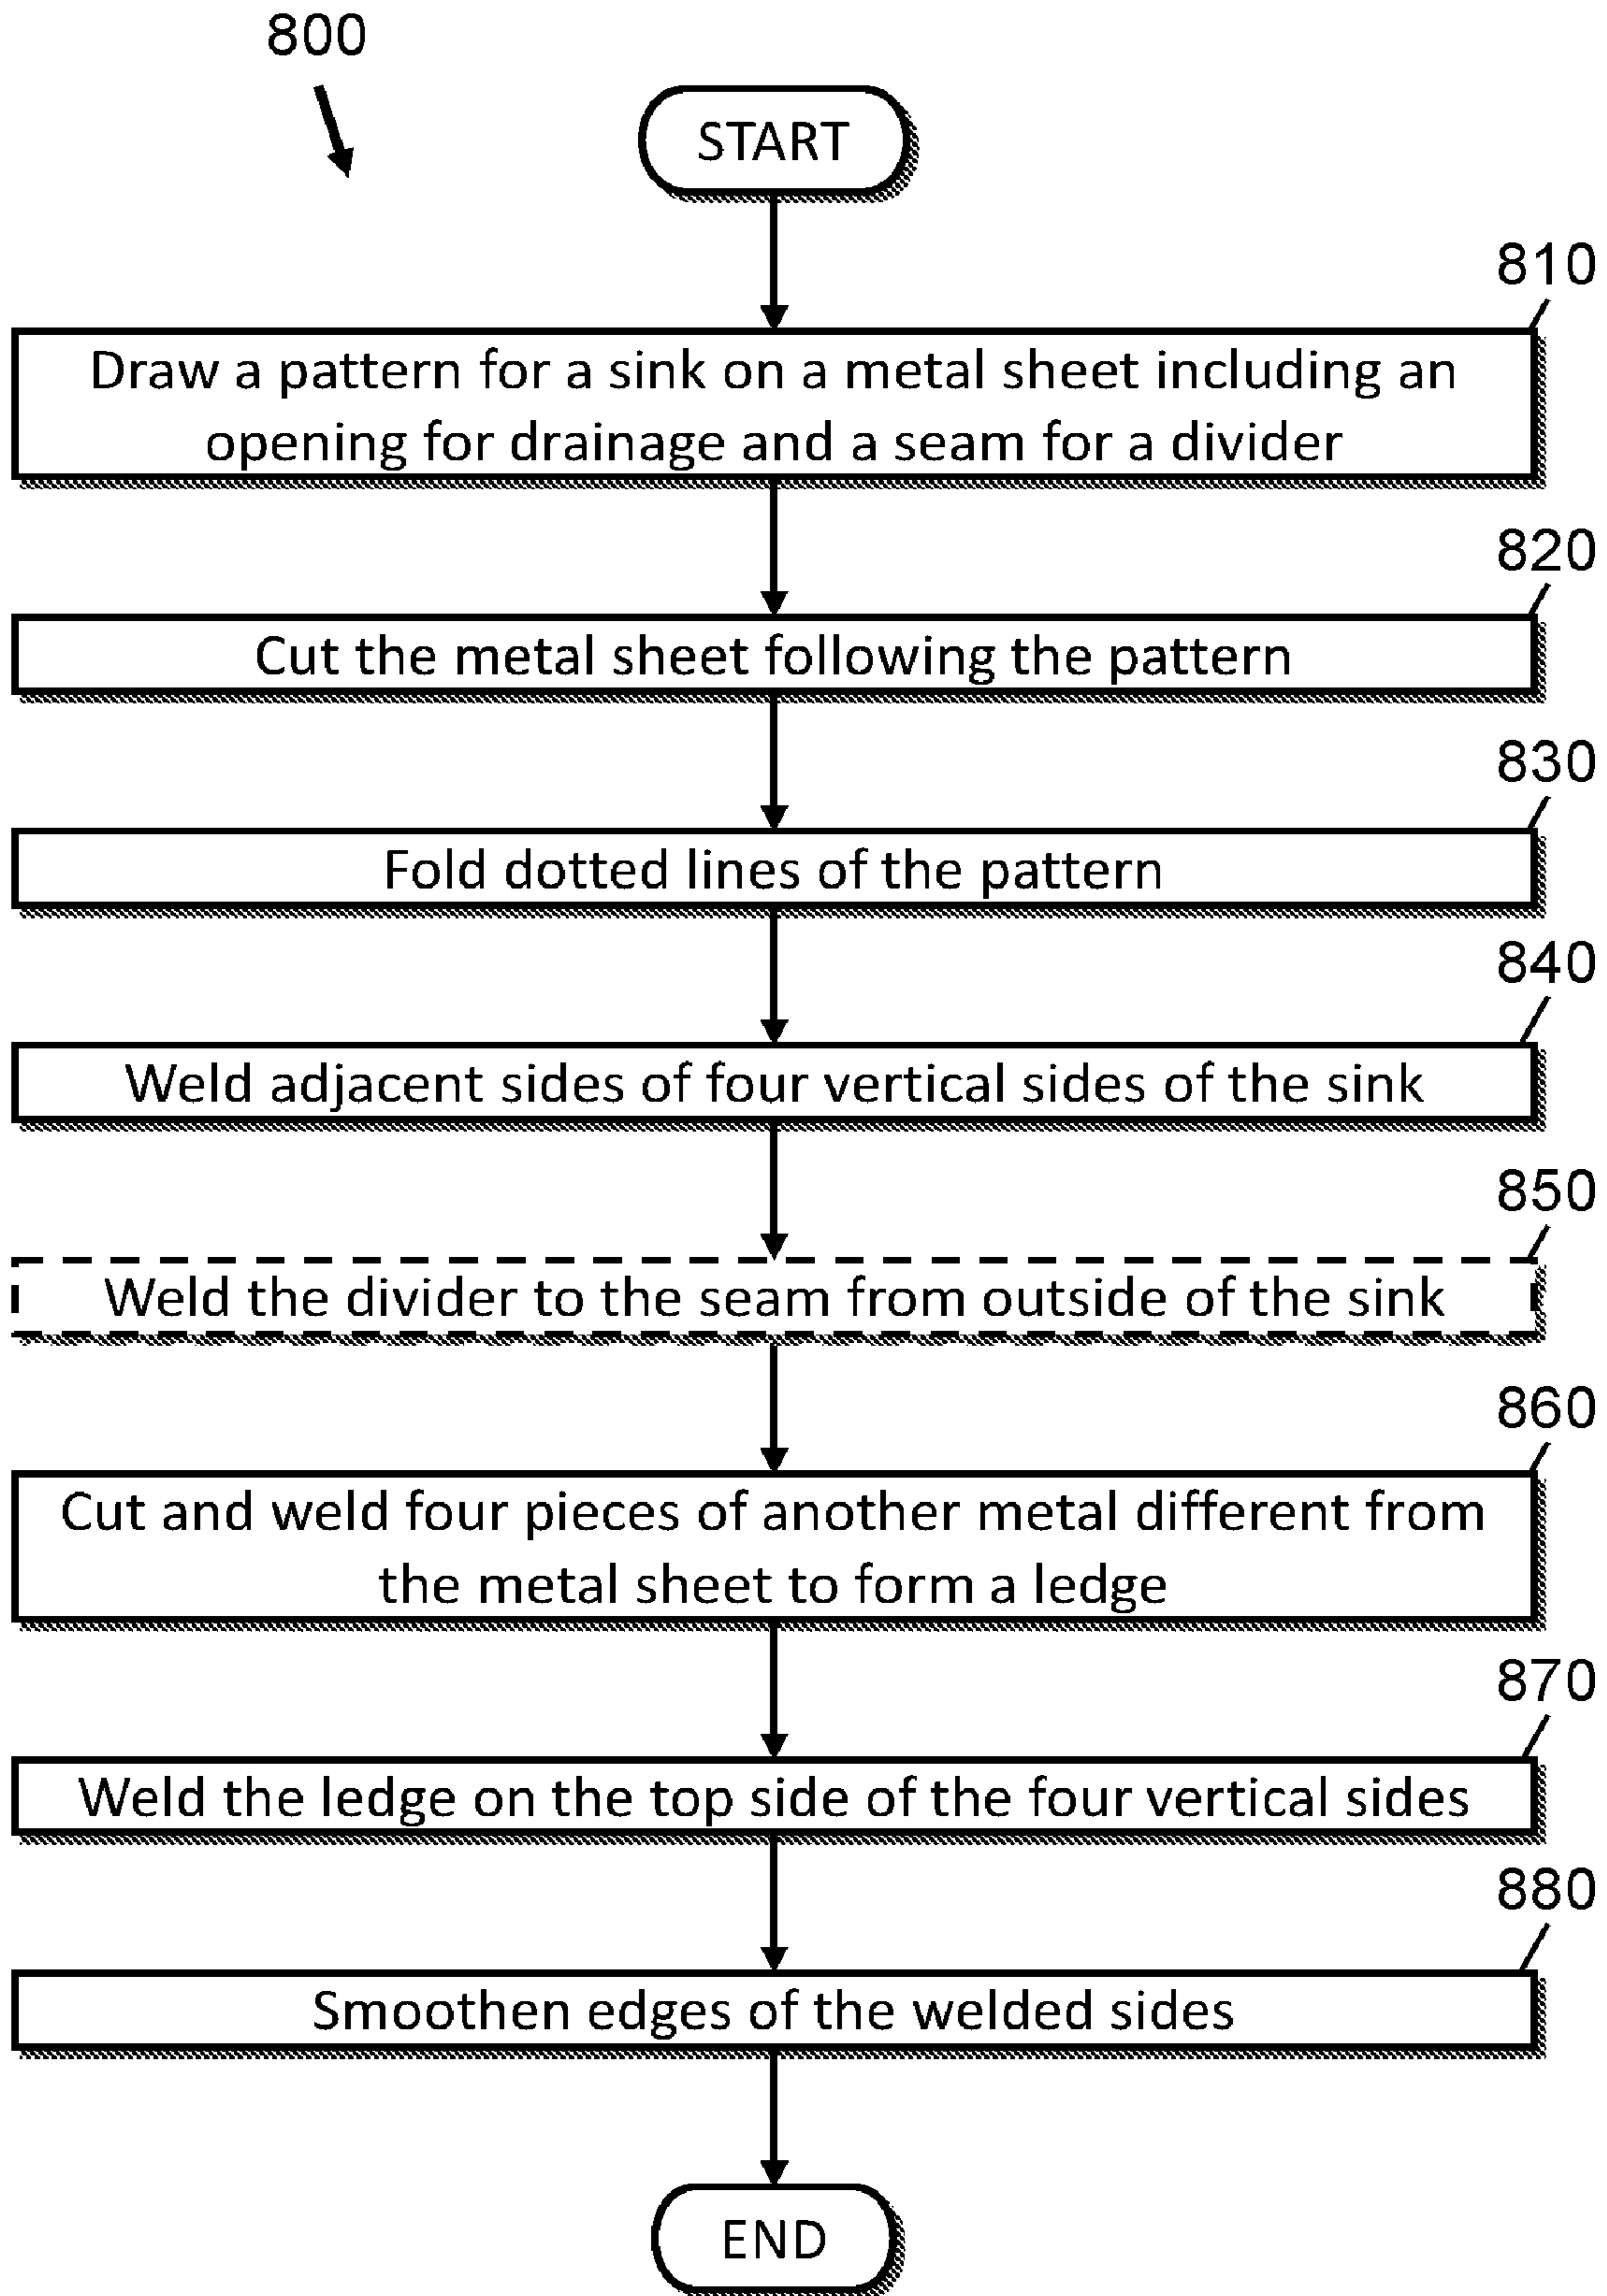 800
START
810
Draw a pattern for a sink on a metal sheet including an
opening for drainage and a seam for a divider
820
Cut the metal sheet following the pattern
830
Fold dotted lines of the pattern
840
Weld adjacent sides of four vertical sides of the sink
850
Weld the divider to the seam from outside of the sink
860
Cut and weld four pieces of another metal different from
the metal sheet to form a ledge
870
Weld the ledge on the top side of the four vertical sides
880
Smoothen edges of the welded sides
END